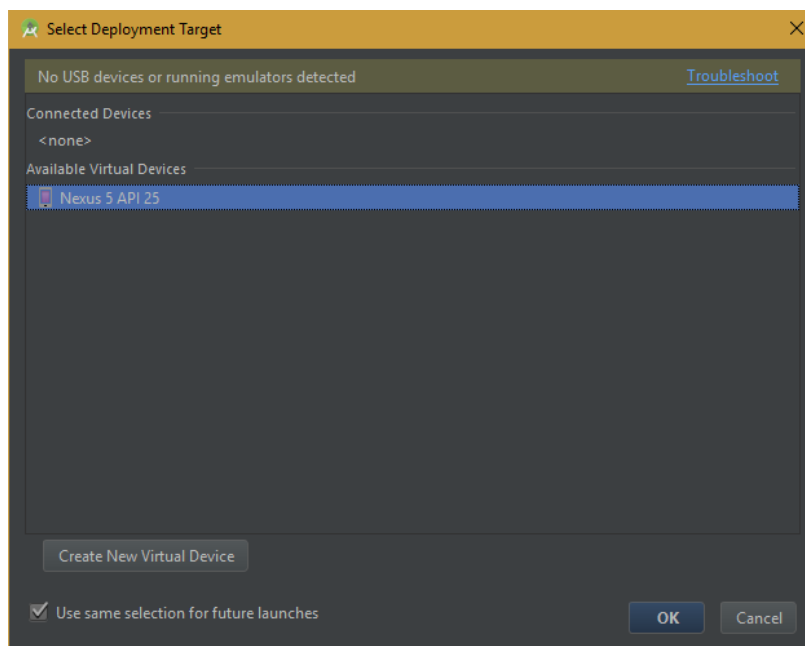 Select Deployment Target
No USB devices or running emulators detected Troubleshoot
Connected Devices
<none>
Available Virtual Devices
Nexus 5 API 25
Create New Virtual Device
Use same selection for future launches
OK Cancel